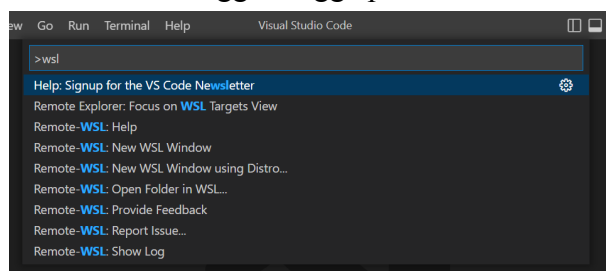 ew Go Run Terminal Help Visual Studio Code
>wsl
Help: Signup for the VS Code Newsletter
Remote Explorer: Focus on WSL Targets View
Remote-WSL: Help
Remote-WSL: New WSL Window
Remote-WSL: New WSL Window using Distro...
Remote-WSL: Open Folder in WSL...
Remote-WSL: Provide Feedback
Remote-WSL: Report Issue...
Remote-WSL: Show Log